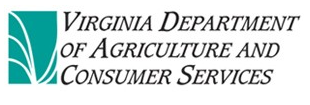 VIRGINIA DEPARTMENT
OF AGRICULTURE AND
CONSUMER SERVICES